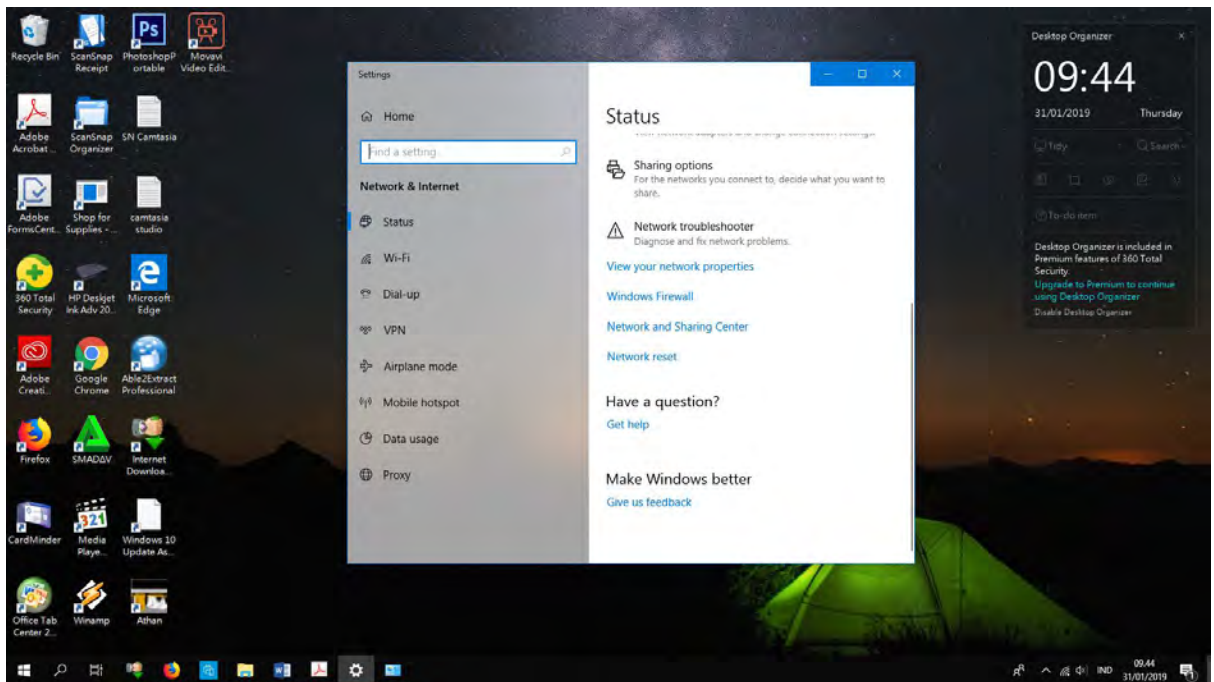 Recycle Bin
ScanSnap
Receipt
Ps
PhotoshopP
ortable
Movavi
Video Edit...
Adobe
Acrobat ...
ScanSnap
Organizer
SN Camtasia
Adobe
FormsCent...
Shop for
Supplies - ...
camtasia
studio
360 Total
Security
HP Deskjet
Ink Adv 20...
Microsoft
Edge
Adobe
Creati...
Google
Chrome
Able2Extract
Professional
Firefox
SMADAV
Internet
Downloa...
CardMinder
321
Media
Playe...
Windows 10
Update As...
Office Tab
Center 2...
Winamp
Athan
Settings
Home
Find a setting
Network & Internet
Status
Wi-Fi
Dial-up
VPN
Airplane mode
Mobile hotspot
Data usage
Proxy
Status
Sharing options
For the networks you connect to, decide what you want to
share.
Network troubleshooter
Diagnose and fix network problems.
View your network properties
Windows Firewall
Network and Sharing Center
Network reset
Have a question?
Get help
Make Windows better
Give us feedback
Desktop Organizer
09:44
31/01/2019 Thursday
Tidy Search
To-do item
Desktop Organizer is included in
Premium features of 360 Total
Security.
Upgrade to Premium to continue
using Desktop Organizer
Disable Desktop Organizer
IND
09.44
31/01/2019